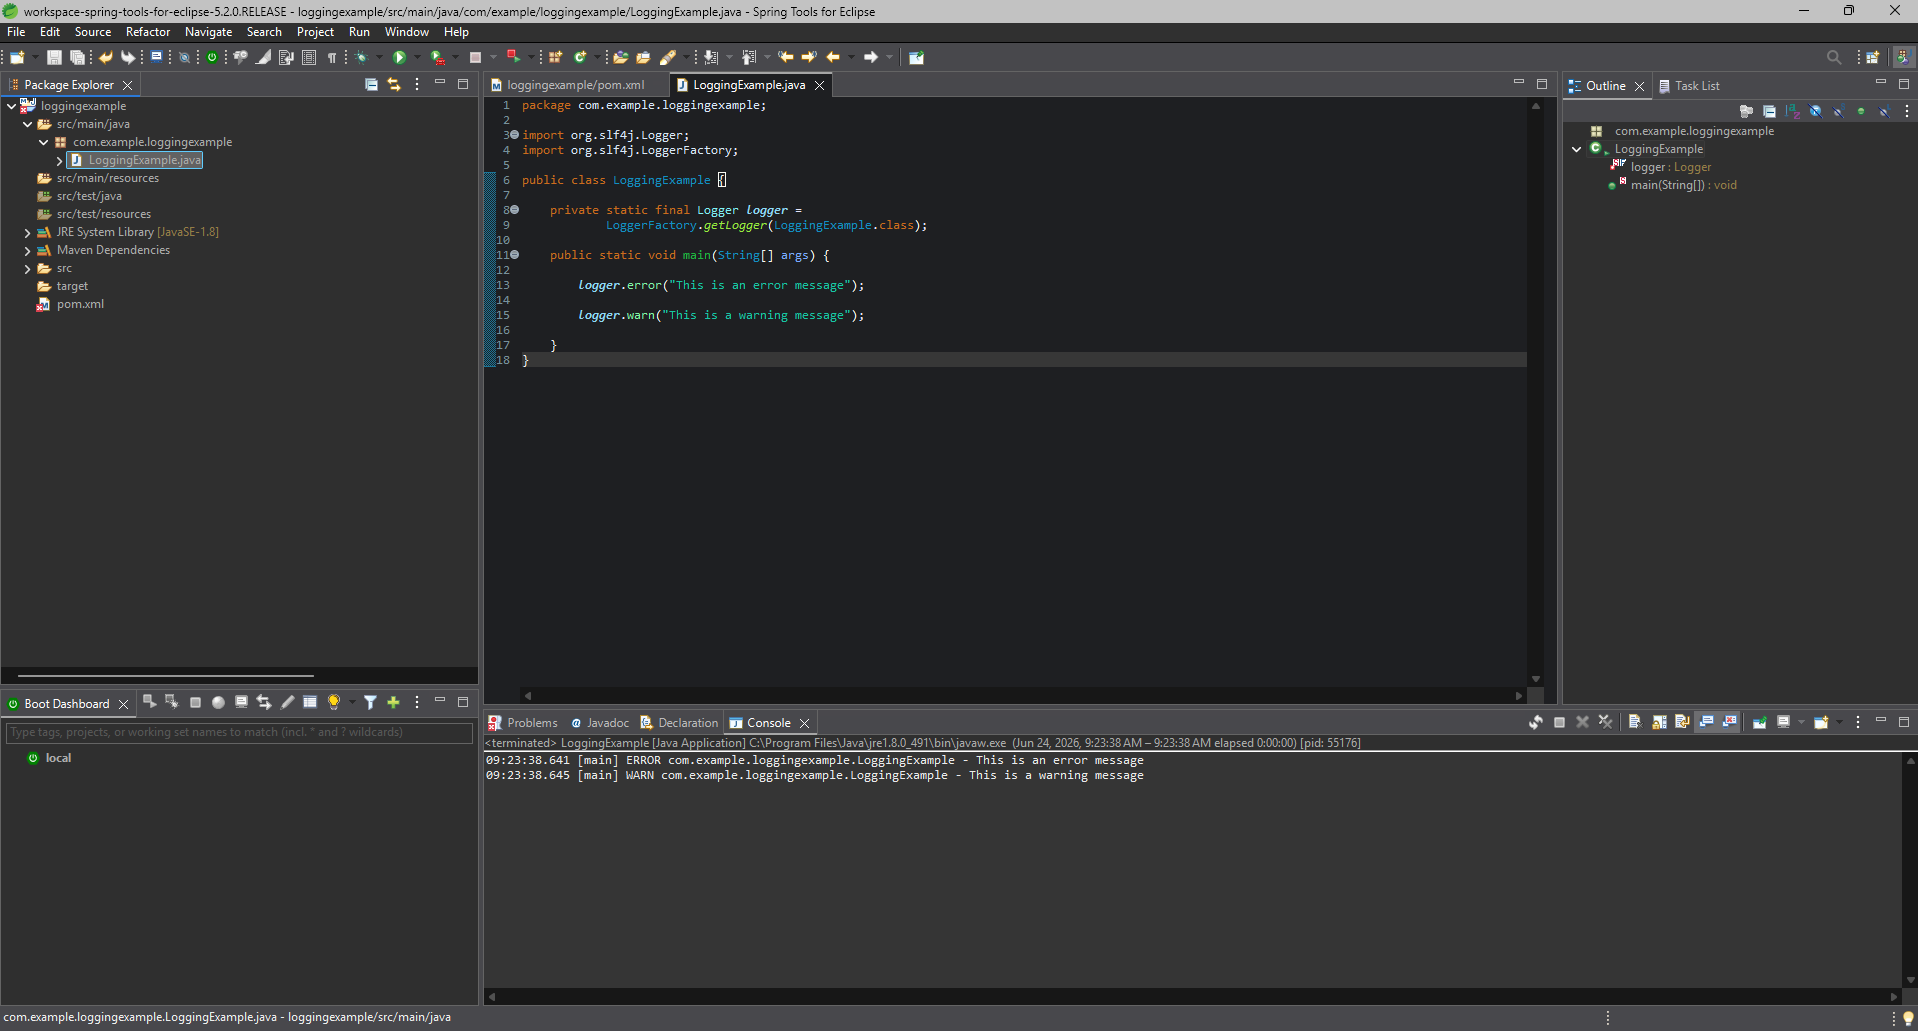 workspace-spring-tools-for-eclipse-5.2.0.RELEASE - loggingexample/src/main/java/com/example/loggingexample/LoggingExample.java - Spring Tools for Eclipse
File Edit Source Refactor Navigate Search Project Run Window Help
Package Explorer
loggingexample
src/main/java
com.example.loggingexample
LoggingExample.java
src/main/resources
src/test/java
src/test/resources
JRE System Library [JavaSE-1.8]
Maven Dependencies
src
target
pom.xml
loggingexample/pom.xml
LoggingExample.java
1 package com.example.loggingexample;
2
3 import org.slf4j.Logger;
4 import org.slf4j.LoggerFactory;
5
6 public class LoggingExample {
7
8 private static final Logger logger =
9 LoggerFactory.getLogger(LoggingExample.class);
10
11 public static void main(String[] args) {
12
13 logger.error("This is an error message");
14
15 logger.warn("This is a warning message");
16
17 }
18 }
Outline
Task List
com.example.loggingexample
LoggingExample
logger : Logger
main(String[]) : void
Boot Dashboard
Type tags, projects, or working set names to match (incl. * and ? wildcards)
local
Problems
Javadoc
Declaration
Console
<terminated> LoggingExample [Java Application] C:\Program Files\Java\jre1.8.0_491\bin\javaw.exe (Jun 24, 2026, 9:23:38 AM – 9:23:38 AM elapsed 0:00:00) [pid: 55176]
09:23:38.641 [main] ERROR com.example.loggingexample.LoggingExample - This is an error message
09:23:38.645 [main] WARN com.example.loggingexample.LoggingExample - This is a warning message
com.example.loggingexample.LoggingExample.java - loggingexample/src/main/java